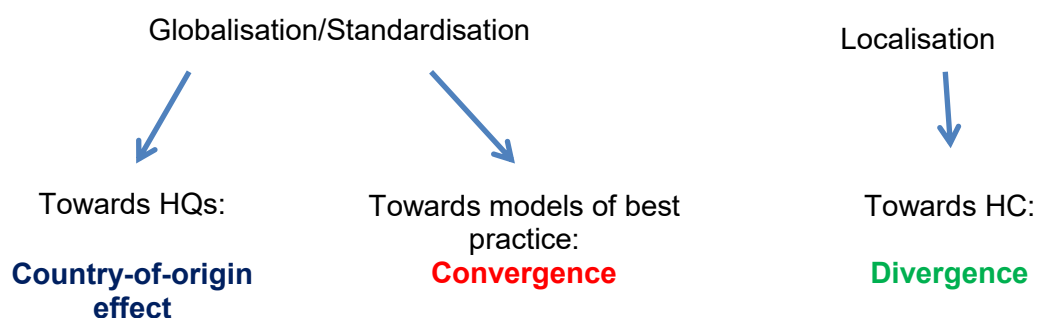 Globalisation/Standardisation
Localisation
Towards HQs:
Country-of-origin
effect
Towards models of best
practice:
Convergence
Towards HC:
Divergence